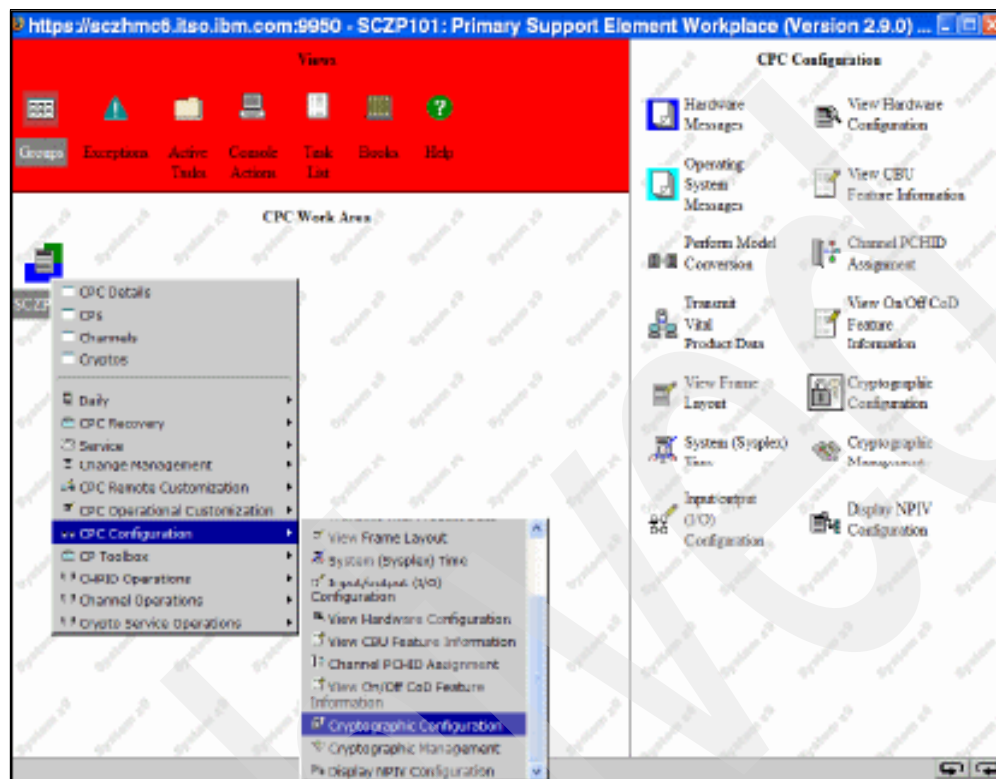 https://sczhmc6.itso.ibm.com:9950 - SCZP101: Primary Support Element Workplace (Version 2.9.0) ...
Views
Groups
Exceptions
Active
Tasks
Console
Actions
Task
List
Books
Help
CPC Work Area
SCZP
CPC Details
CPs
Channels
Cryptos
Daily
CPC Recovery
Service
Change Management
CPC Remote Customization
CPC Operational Customization
CPC Configuration
CP Toolbox
CHPID Operations
Channel Operations
Crypto Service Operations
View Frame Layout
System (Sysplex) Time
Input/output (I/O)
Configuration
View Hardware Configuration
View CBU Feature Information
Channel PCHID Assignment
View On/Off CoD Feature
Information
Cryptographic Configuration
Cryptographic Management
Display NPIV Configuration
CPC Configuration
Hardware
Messages
View Hardware
Configuration
Operating
System
Messages
View CBU
Feature Information
Perform Model
Conversion
Channel PCHID
Assignment
Transmit
Vital
Product Data
View On/Off CoD
Feature
Information
View Frame
Layout
Cryptographic
Configuration
System (Sysplex)
Time
Cryptographic
Management
Input/output
(I/O)
Configuration
Display NPIV
Configuration
System z9